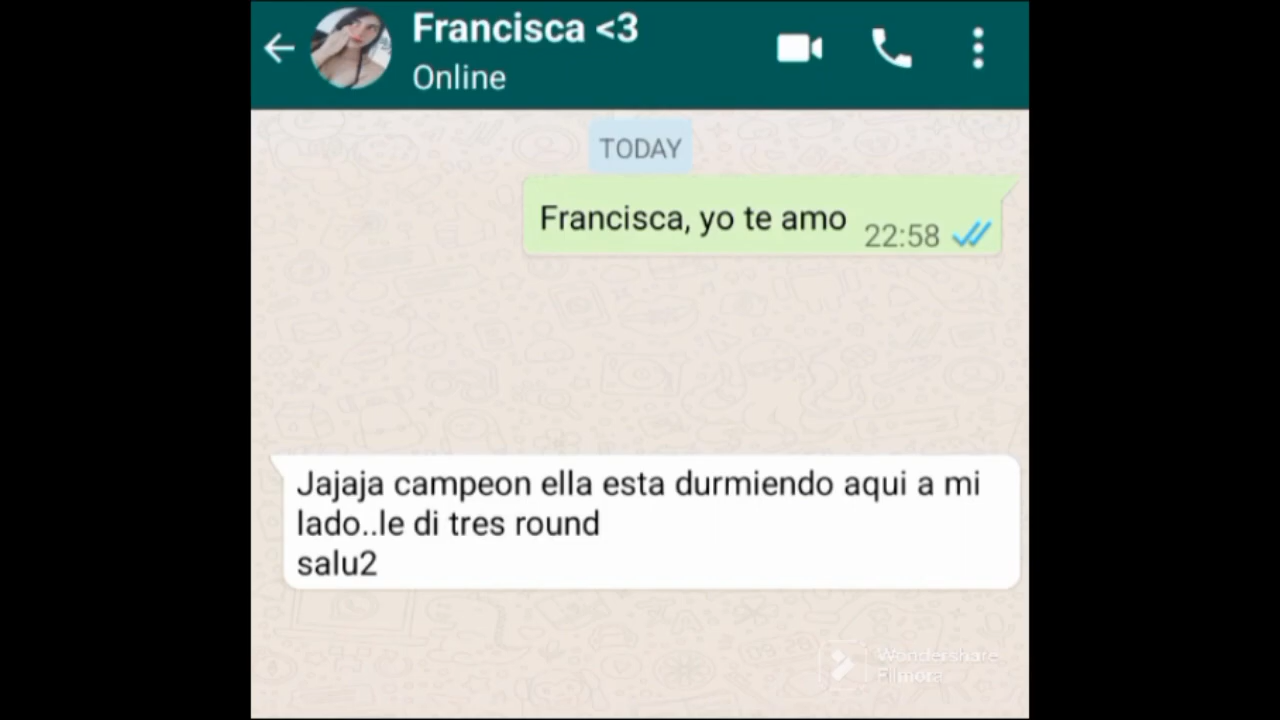 Francisca <3
Online
TODAY
Francisca, yo te amo 22:58
Jajaja campeon ella esta durmiendo aqui a mi
lado..le di tres round
salu2
Wondershare
Filmora